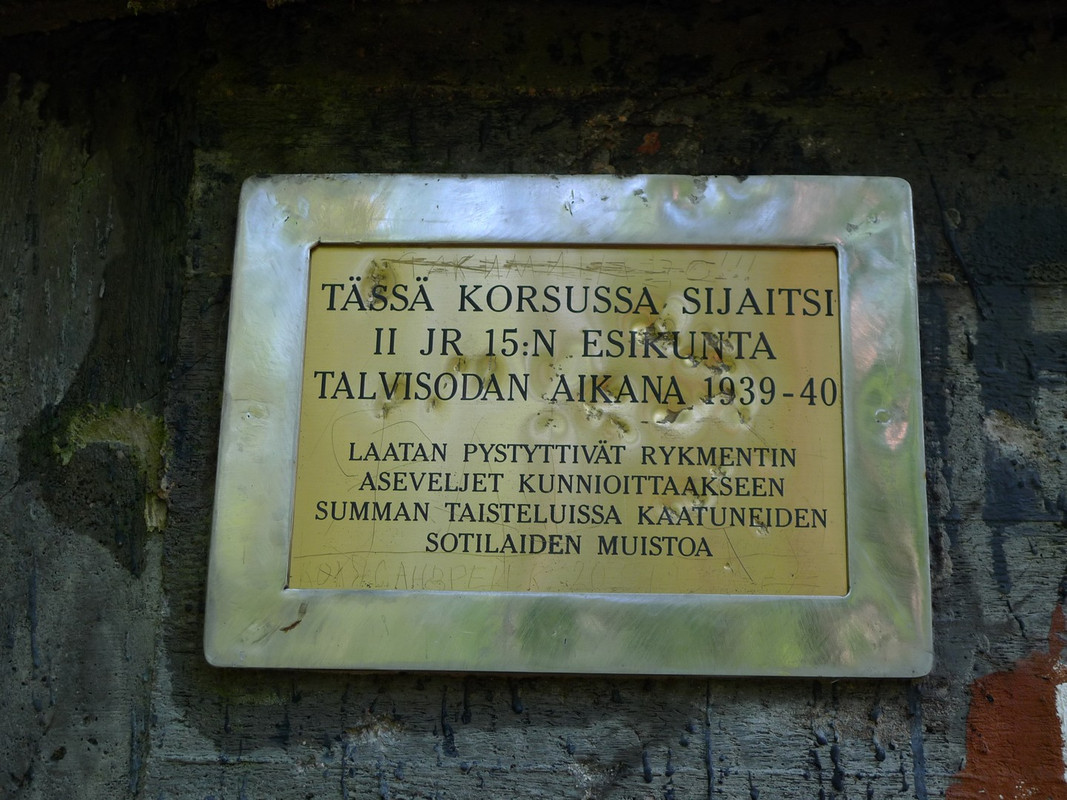 TÄSSÄ KORSUSSA SIJAITSI
II JR 15:N ESIKUNTA
TALVISODAN AIKANA 1939-40
LAATAN PYSTYTTIVÄT RYKMENTIN
ASEVELJET KUNNIOITTAAKSEEN
SUMMAN TAISTELUISSA KAATUNEIDEN
SOTILAIDEN MUISTOA